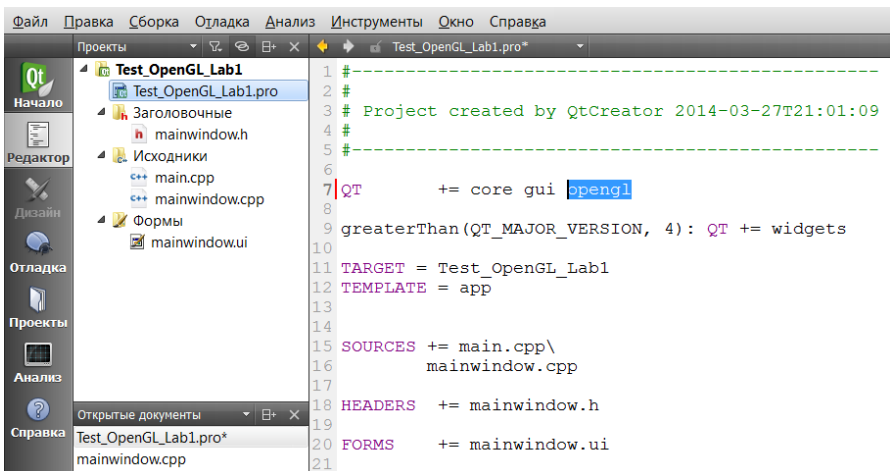 Файл Правка Сборка Отладка Анализ Инструменты Окно Справка
Проекты
Test_OpenGL_Lab1.pro*
Qt
Начало
Редактор
Дизайн
Отладка
Проекты
Анализ
Справка
Test_OpenGL_Lab1
Test_OpenGL_Lab1.pro
Заголовочные
h mainwindow.h
Исходники
c++ main.cpp
c++ mainwindow.cpp
Формы
mainwindow.ui
Открытые документы
Test_OpenGL_Lab1.pro*
mainwindow.cpp
1 #-------------------------------------------------
2 #
3 # Project created by QtCreator 2014-03-27T21:01:09
4 #
5 #-------------------------------------------------
6
7 QT += core gui opengl
8
9 greaterThan(QT_MAJOR_VERSION, 4): QT += widgets
10
11 TARGET = Test_OpenGL_Lab1
12 TEMPLATE = app
13
14
15 SOURCES += main.cpp\
16 mainwindow.cpp
17
18 HEADERS += mainwindow.h
19
20 FORMS += mainwindow.ui
21